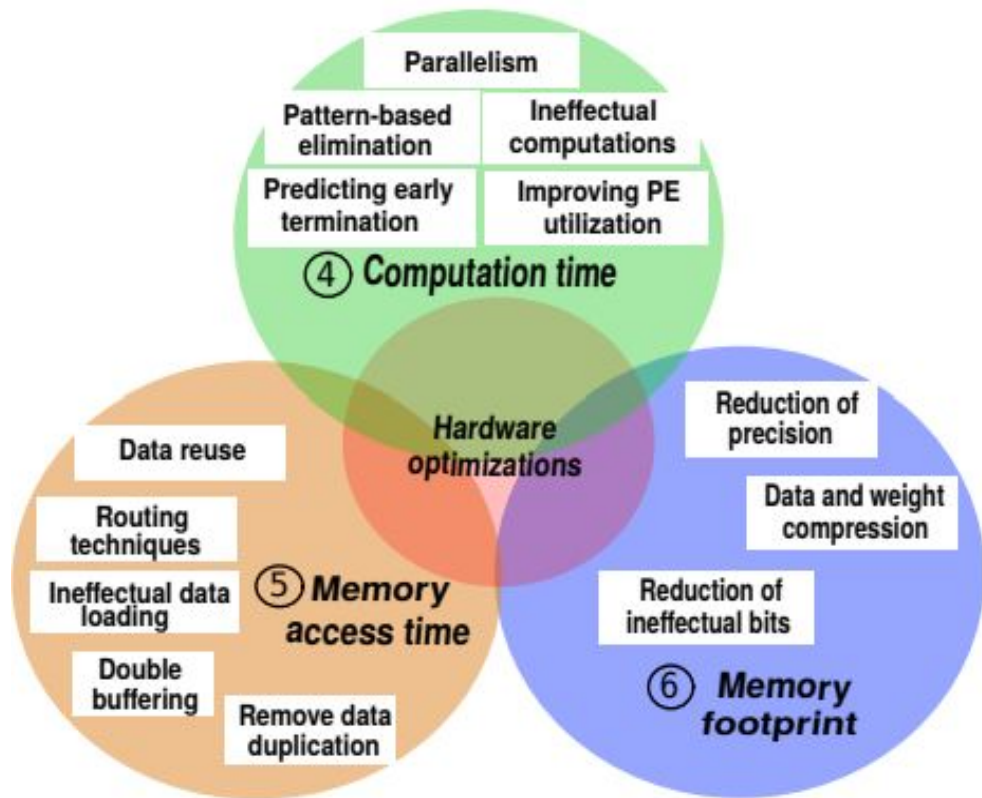 Parallelism
Pattern-based
elimination
Ineffectual
computations
Predicting early
termination
Improving PE
utilization
④ Computation time
Hardware
optimizations
Data reuse
Routing
techniques
Ineffectual data
loading
Double
buffering
Remove data
duplication
⑤ Memory
access time
Reduction of
precision
Data and weight
compression
Reduction of
ineffectual bits
⑥ Memory
footprint